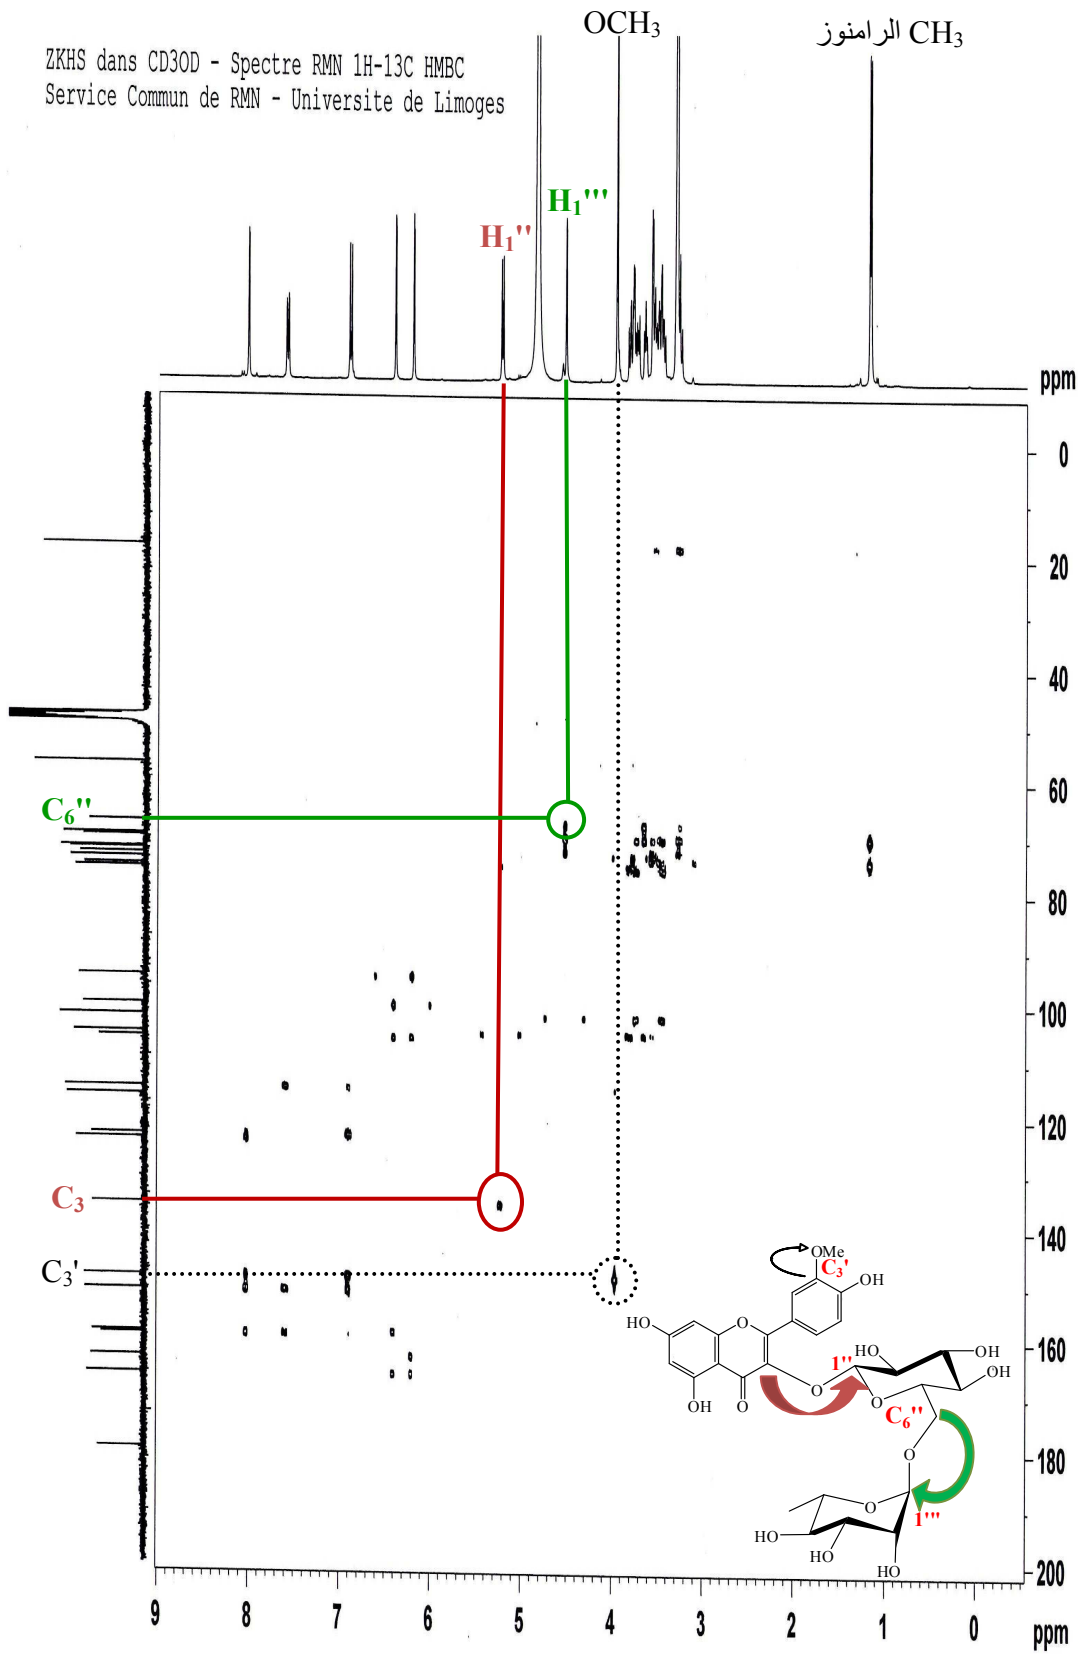 OCH₃
CH₃ الرامنوز
ZKHS dans CD3OD - Spectre RMN 1H-13C HMBC
Service Commun de RMN - Universite de Limoges
H₁'''
H₁''
ppm
0
20
40
60
C₆''
80
100
120
C₃
140
C₃'
160
180
200
OMe
C₃'
OH
HO
O
HO
OH
1''
OH
O
O
OH
O
C₆''
O
O
1'''
HO
HO
HO
9
8
7
6
5
4
3
2
1
0
ppm